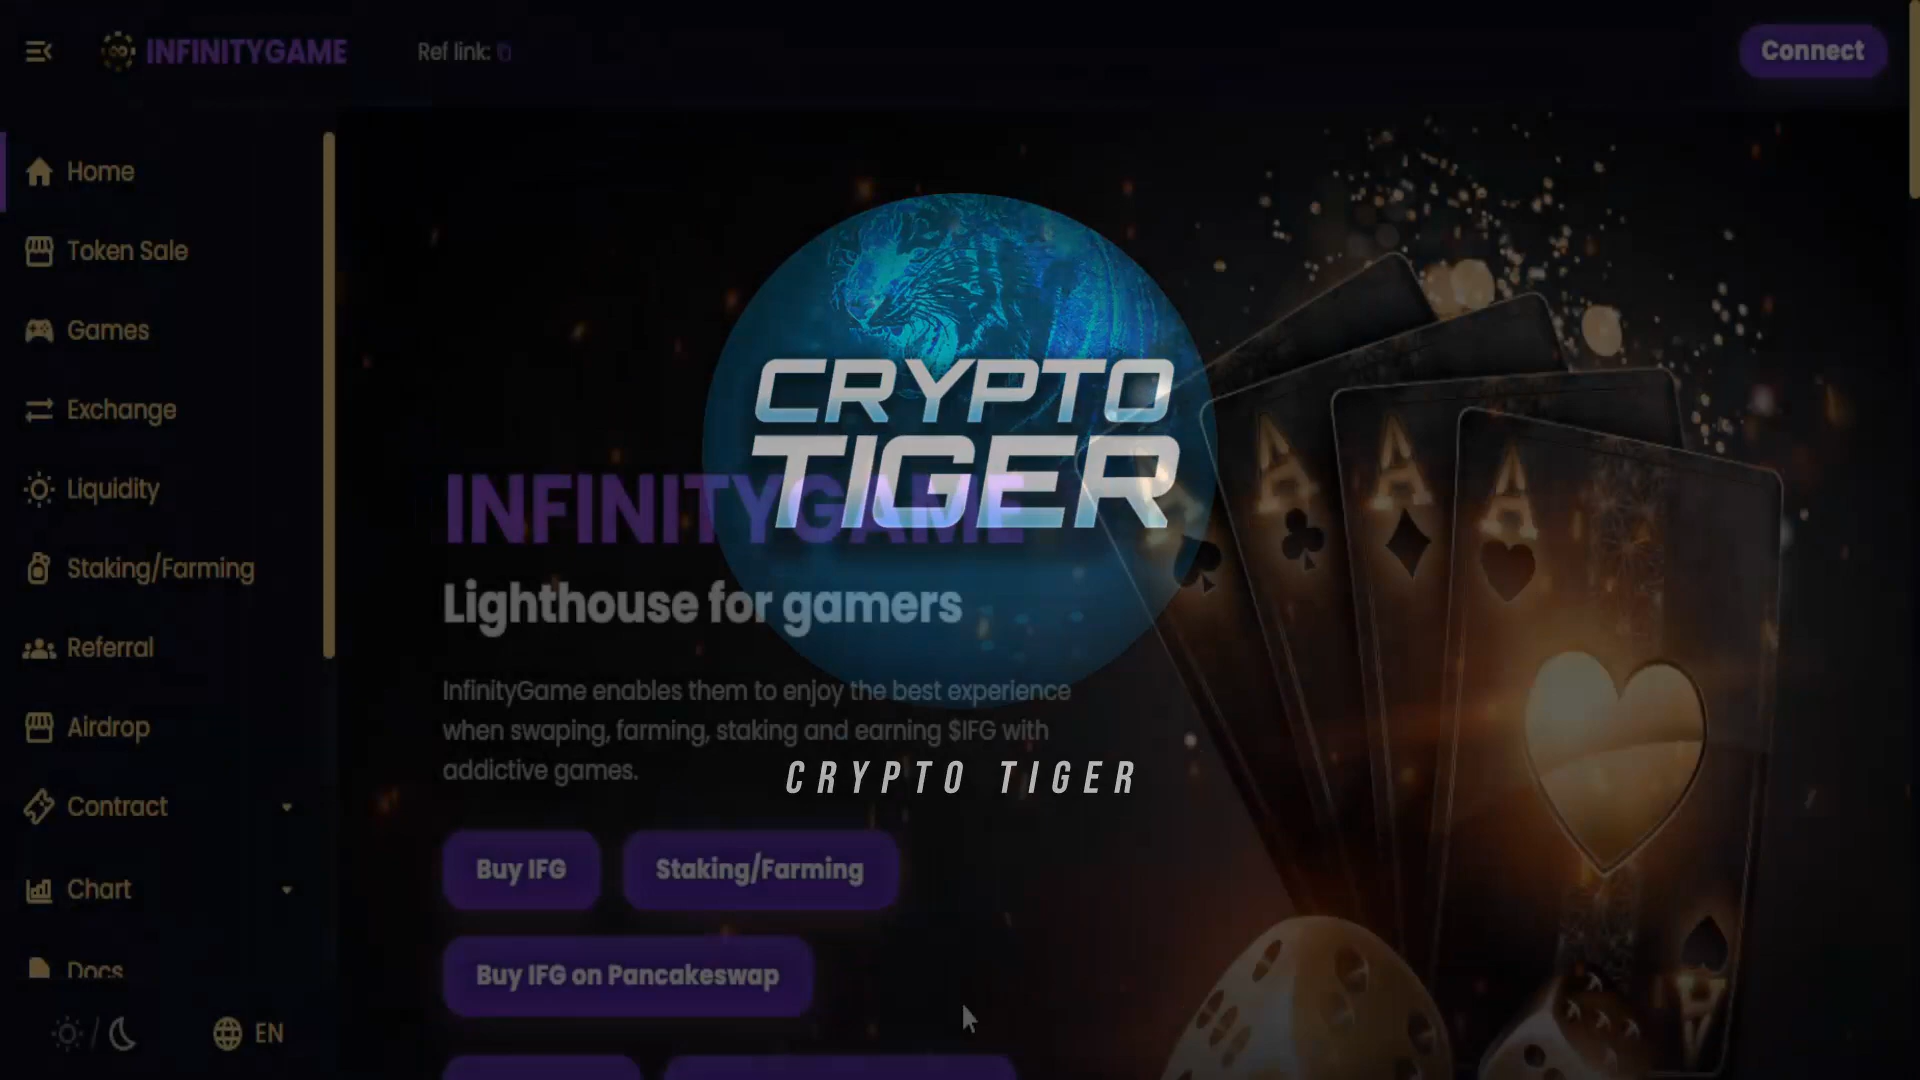 INFINITYGAME
Ref link:
Connect
Home
Token Sale
Games
Exchange
Liquidity
Staking/Farming
Referral
Airdrop
Contract
Chart
Docs
EN
CRYPTO
TIGER
INFINITYGAME
Lighthouse for gamers
InfinityGame enables them to enjoy the best experience
when swaping, farming, staking and earning $IFG with
addictive games.
CRYPTO TIGER
Buy IFG
Staking/Farming
Buy IFG on Pancakeswap
A
A
A
A
A